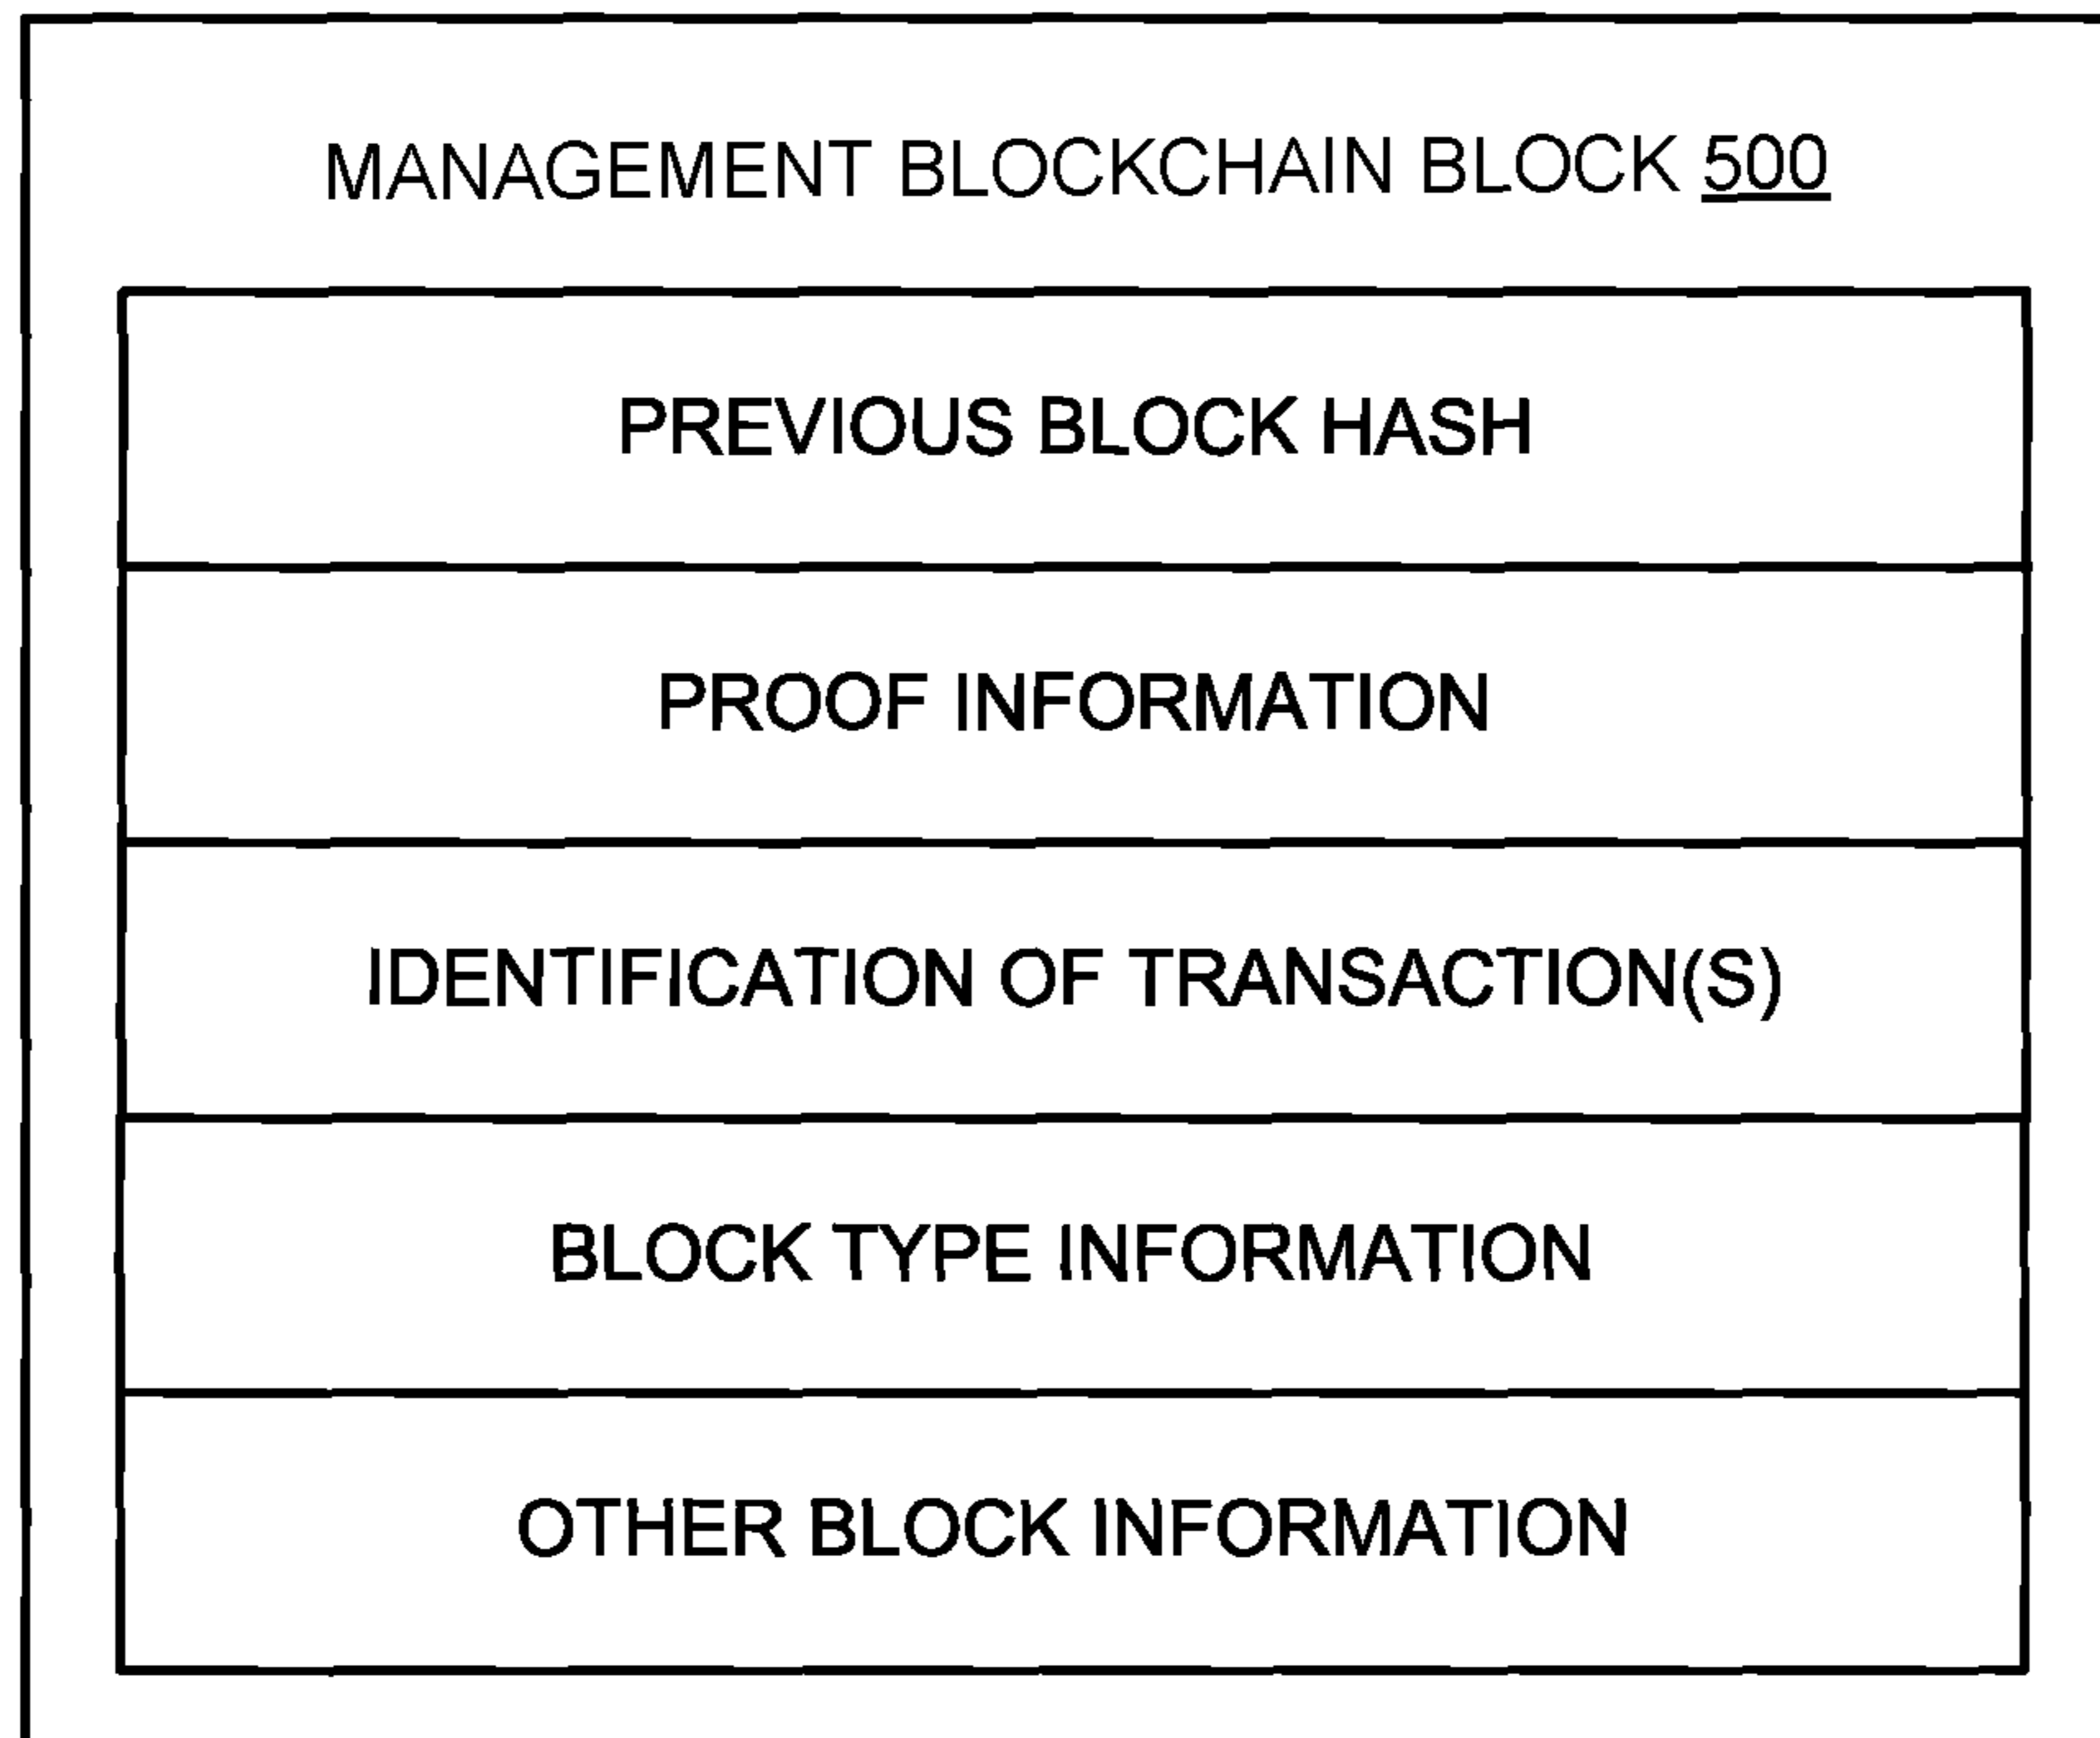 MANAGEMENT BLOCKCHAIN BLOCK 500
PREVIOUS BLOCK HASH
PROOF INFORMATION
IDENTIFICATION OF TRANSACTION(S)
BLOCK TYPE INFORMATION
OTHER BLOCK INFORMATION